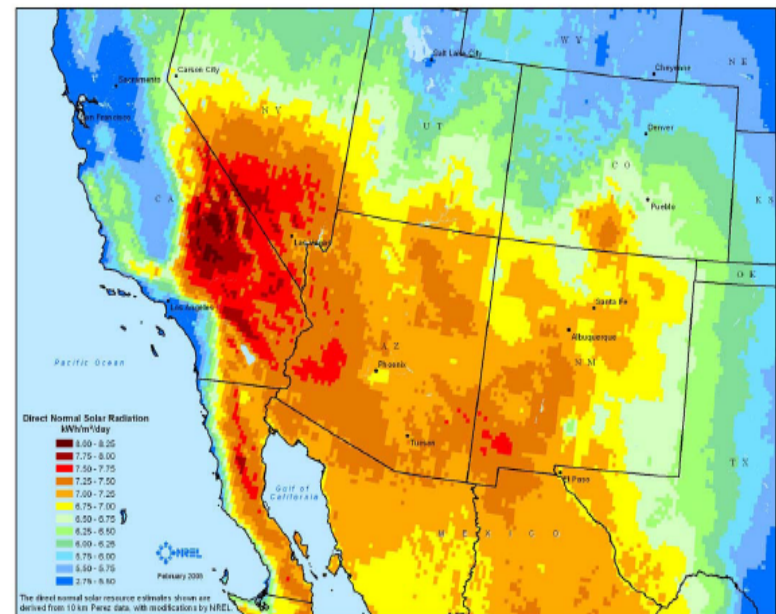 Salt Lake City
WY
NE
Cheyenne
Carson City
Sacramento
San Francisco
NV
UT
Denver
CO
Pueblo
KS
CA
Las Vegas
OK
Santa Fe
Los Angeles
Albuquerque
AZ
NM
Phoenix
Pacific Ocean
Tucson
TX
El Paso
Gulf of
California
MEXICO
Direct Normal Solar Radiation
kWh/m²/day
8.00 - 8.25
7.75 - 8.00
7.50 - 7.75
7.25 - 7.50
7.00 - 7.25
6.75 - 7.00
6.50 - 6.75
6.25 - 6.50
6.00 - 6.25
5.75 - 6.00
5.50 - 5.75
2.75 - 5.50
NREL
The direct normal solar resource estimates shown are
derived from 10 km Perez data, with modifications by NREL.